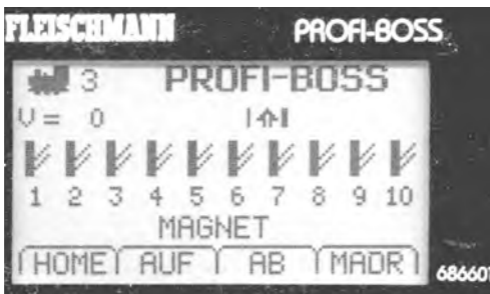 FLEISCHMANN PROFI-BOSS
3 PROFI-BOSS
V = 0
1 2 3 4 5 6 7 8 9 10
MAGNET
HOME AUF AB MADR
686601